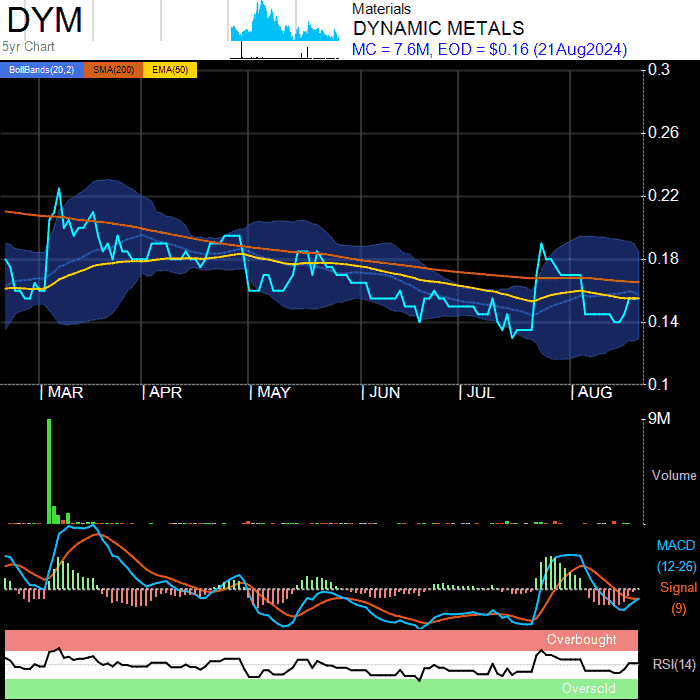 DYM
5yr Chart
Materials
DYNAMIC METALS
MC = 7.6M, EOD = $0.16 (21Aug2024)
BollBands(20,2) SMA(200) EMA(50)
0.3
0.26
0.22
0.18
0.14
0.1
MAR APR MAY JUN JUL AUG
9M
Volume
MACD
(12-26)
Signal
(9)
Overbought
RSI(14)
Oversold